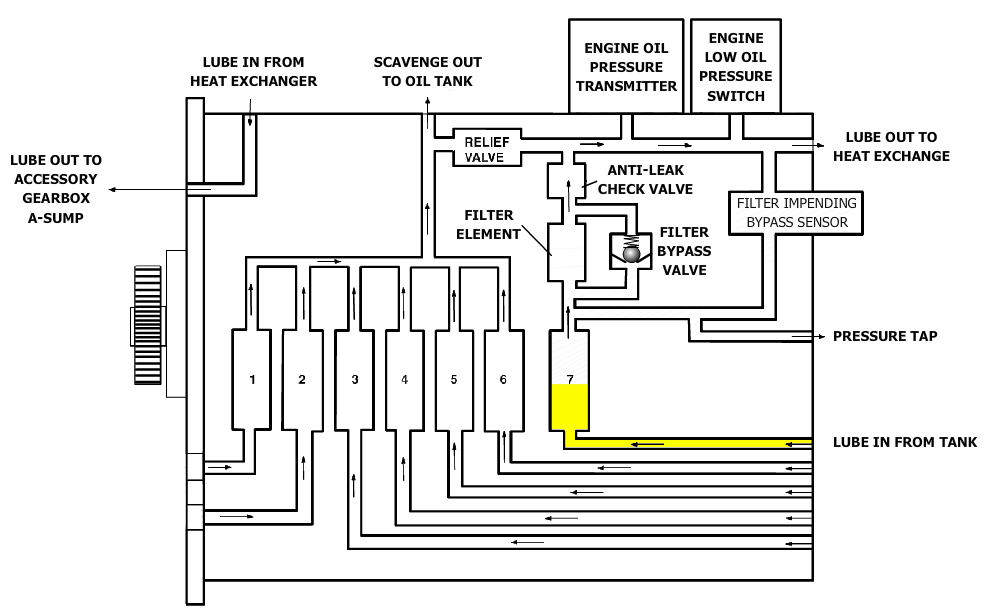 ENGINE OIL
PRESSURE
TRANSMITTER
ENGINE
LOW OIL
PRESSURE
SWITCH
LUBE IN FROM
HEAT EXCHANGER
SCAVENGE OUT
TO OIL TANK
RELIEF
VALVE
LUBE OUT TO
HEAT EXCHANGE
LUBE OUT TO
ACCESSORY
GEARBOX
A-SUMP
ANTI-LEAK
CHECK VALVE
FILTER IMPENDING
BYPASS SENSOR
FILTER
ELEMENT
FILTER
BYPASS
VALVE
PRESSURE TAP
1 2 3 4 5 6 7
LUBE IN FROM TANK